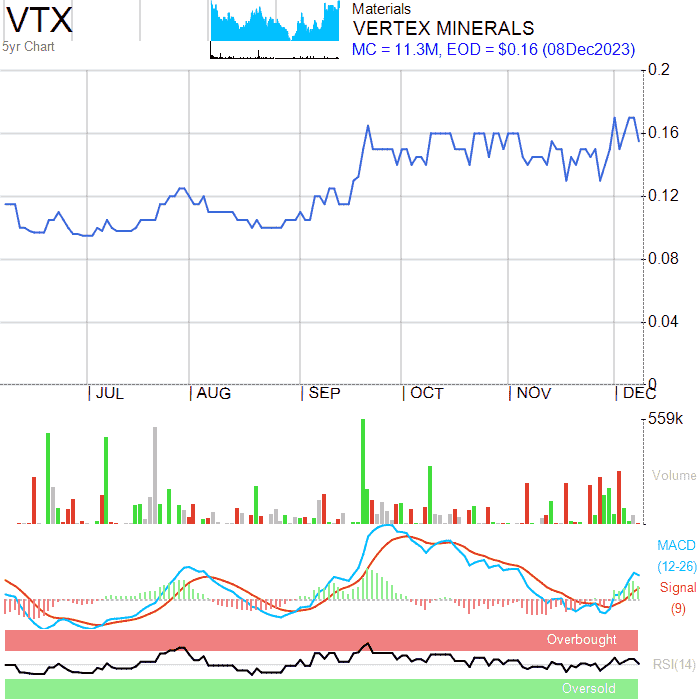 VTX
5yr Chart
Materials
VERTEX MINERALS
MC = 11.3M, EOD = $0.16 (08Dec2023)
0.2
0.16
0.12
0.08
0.04
0
JUL AUG SEP OCT NOV DEC
559k
Volume
MACD
(12-26)
Signal
(9)
Overbought
RSI(14)
Oversold